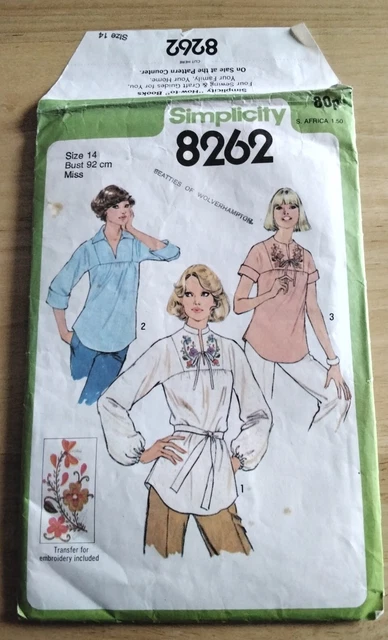 Simplicity "How-to" Books
Four Sewing & Craft Guides for You,
Your Family, Your Home.
On Sale at the Pattern Counter.
CUT HERE
8262
Size 14
Simplicity
S. AFRICA 1.50
8262
Size 14
Bust 92 cm
Miss
BEATTIES OF WOLVERHAMPTON
2
3
1
Transfer for
embroidery included